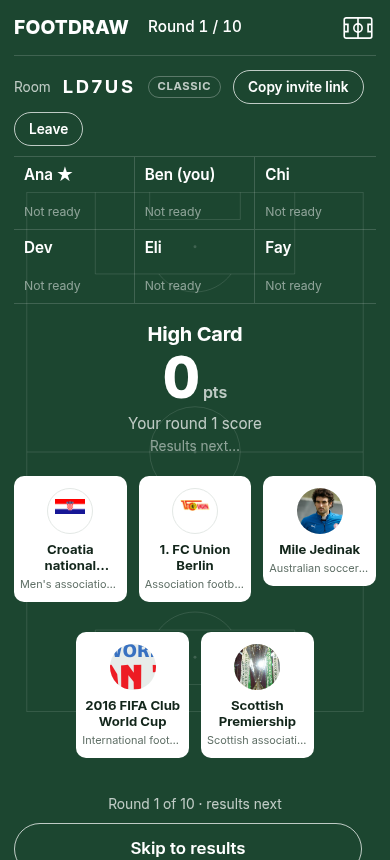 FOOTDRAW Round 1 / 10
Room LD7US CLASSIC Copy invite link
Leave
Ana ★ Ben (you) Chi
Not ready Not ready Not ready
Dev Eli Fay
Not ready Not ready Not ready
High Card
0 pts
Your round 1 score
Results next...
Croatia national...
Men's associatio...
1. FC Union Berlin
Association footb...
Mile Jedinak
Australian soccer...
2016 FIFA Club World Cup
International foot...
Scottish Premiership
Scottish associati...
Round 1 of 10 · results next
Skip to results